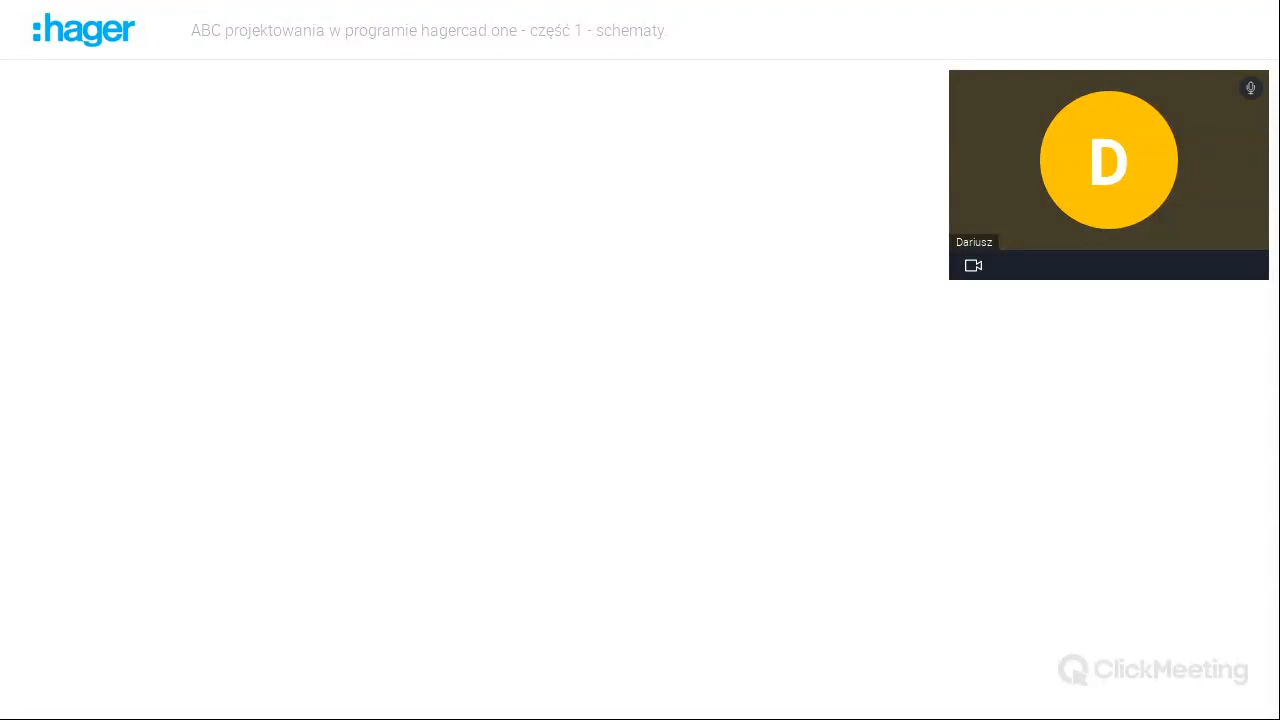 :hager
ABC projektowania w programie hagercad.one - część 1 - schematy.
D
Dariusz
ClickMeeting